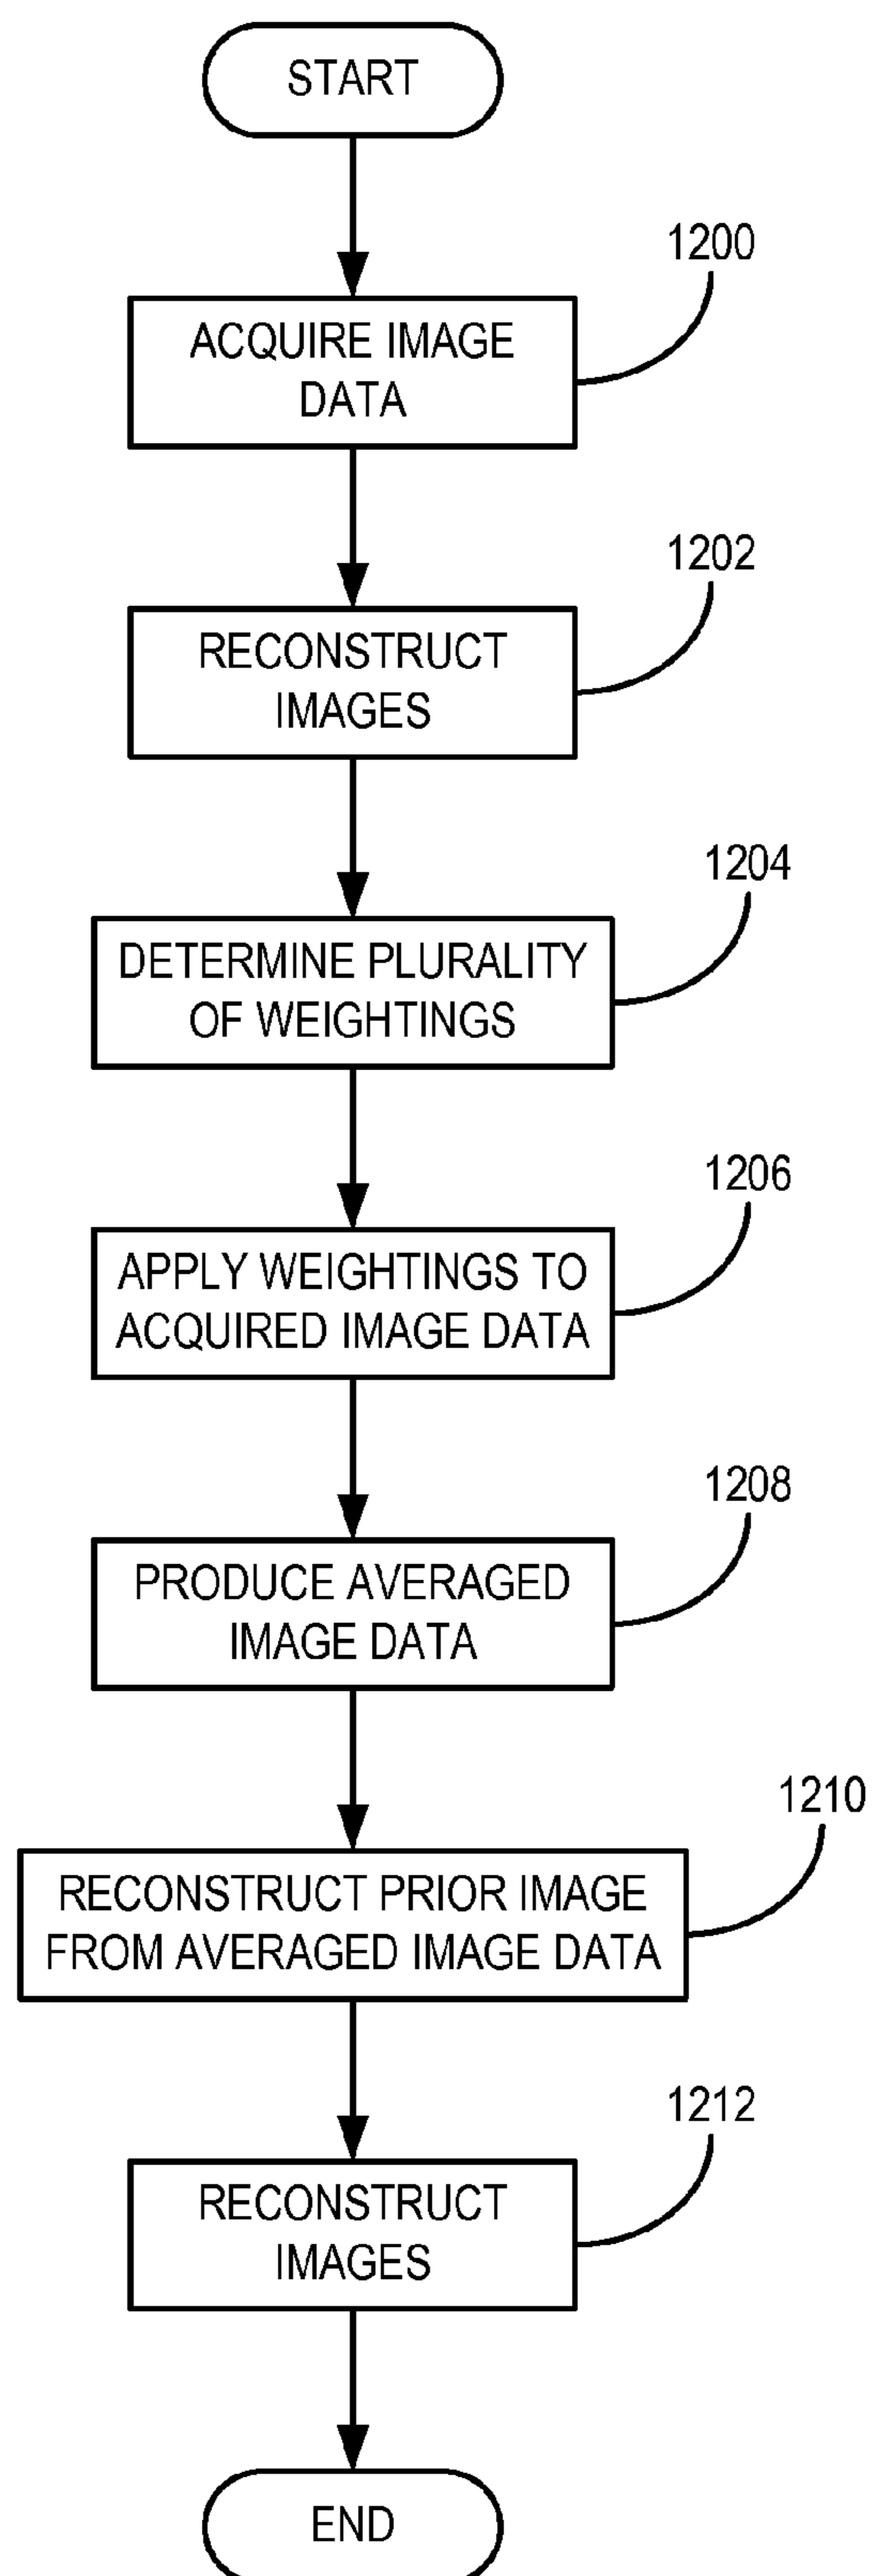 START
1200
ACQUIRE IMAGE
DATA
1202
RECONSTRUCT
IMAGES
1204
DETERMINE PLURALITY
OF WEIGHTINGS
1206
APPLY WEIGHTINGS TO
ACQUIRED IMAGE DATA
1208
PRODUCE AVERAGED
IMAGE DATA
1210
RECONSTRUCT PRIOR IMAGE
FROM AVERAGED IMAGE DATA
1212
RECONSTRUCT
IMAGES
END